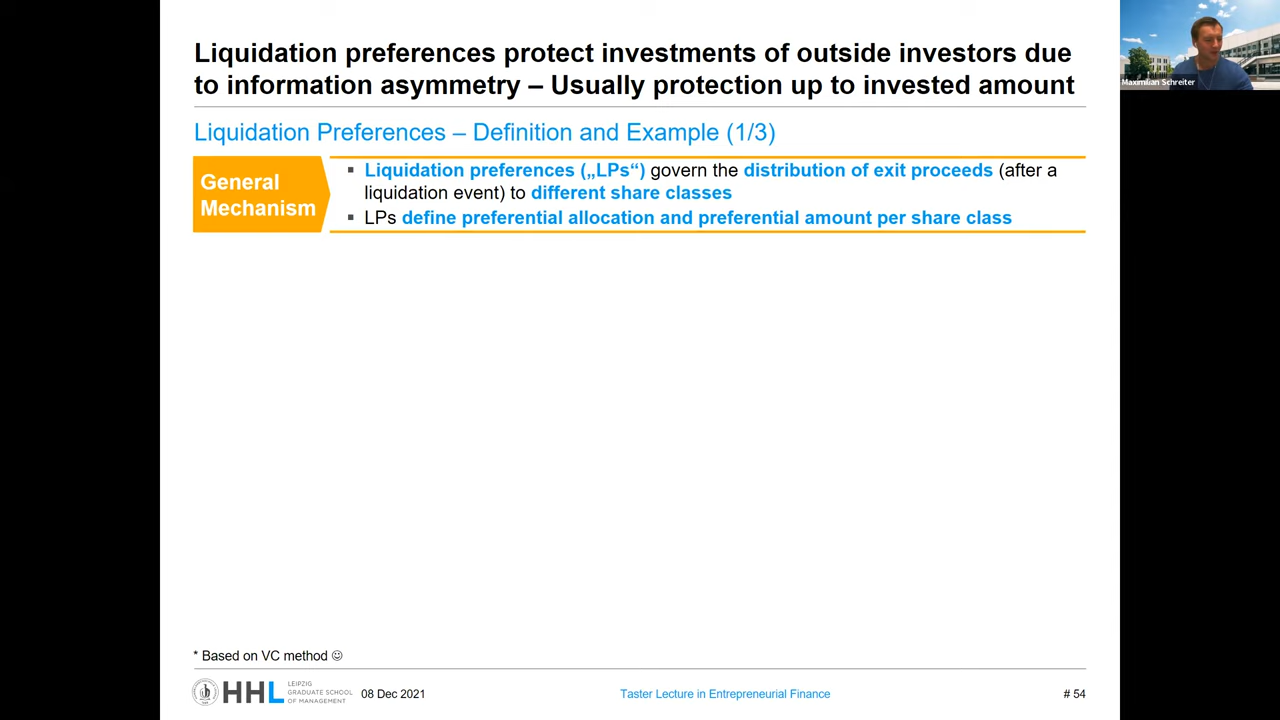 Liquidation preferences protect investments of outside investors due
to information asymmetry – Usually protection up to invested amount
Liquidation Preferences – Definition and Example (1/3)
General
Mechanism
▪ Liquidation preferences („LPs“) govern the distribution of exit proceeds (after a
liquidation event) to different share classes
▪ LPs define preferential allocation and preferential amount per share class
Maximilian Schreiter
* Based on VC method ☺
HHL
LEIPZIG
GRADUATE SCHOOL
OF MANAGEMENT
08 Dec 2021
Taster Lecture in Entrepreneurial Finance
# 54